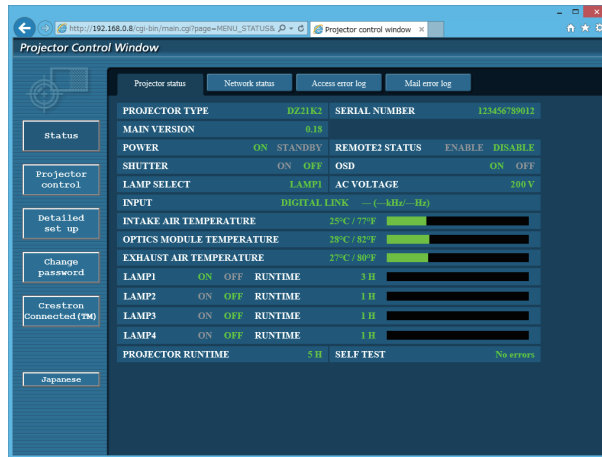 http://192.168.0.8/cgi-bin/main.cgi?page=MENU_STATUS&
Projector control window ×
Projector Control Window
Projector status Network status Access error log Mail error log
Status
Projector control
Detailed set up
Change password
Crestron Connected(TM)
Japanese
PROJECTOR TYPE DZ21K2 SERIAL NUMBER 123456789012
MAIN VERSION 0.18
POWER ON STANDBY REMOTE2 STATUS ENABLE DISABLE
SHUTTER ON OFF OSD ON OFF
LAMP SELECT LAMP1 AC VOLTAGE 200 V
INPUT DIGITAL LINK --- (---kHz/---Hz)
INTAKE AIR TEMPERATURE 25°C / 77°F
OPTICS MODULE TEMPERATURE 28°C / 82°F
EXHAUST AIR TEMPERATURE 27°C / 80°F
LAMP1 ON OFF RUNTIME 3 H
LAMP2 ON OFF RUNTIME 1 H
LAMP3 ON OFF RUNTIME 1 H
LAMP4 ON OFF RUNTIME 1 H
PROJECTOR RUNTIME 5 H SELF TEST No errors